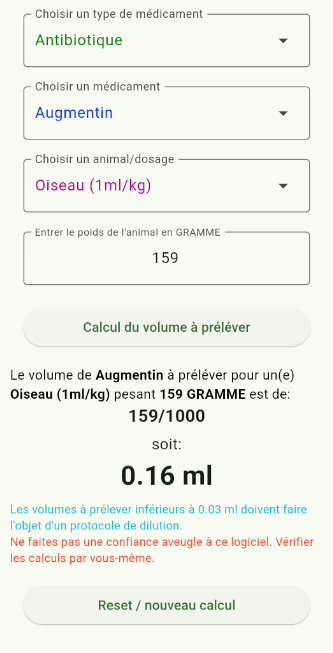 Choisir un type de médicament
Antibiotique
Choisir un médicament
Augmentin
Choisir un animal/dosage
Oiseau (1ml/kg)
Entrer le poids de l'animal en GRAMME
159
Calcul du volume à préléver
Le volume de Augmentin à préléver pour un(e)
Oiseau (1ml/kg) pesant 159 GRAMME est de:
159/1000
soit:
0.16 ml
Les volumes à prélever inférieurs à 0.03 ml doivent faire
l'objet d'un protocole de dilution.
Ne faites pas une confiance aveugle à ce logiciel. Vérifier
les calculs par vous-même.
Reset / nouveau calcul